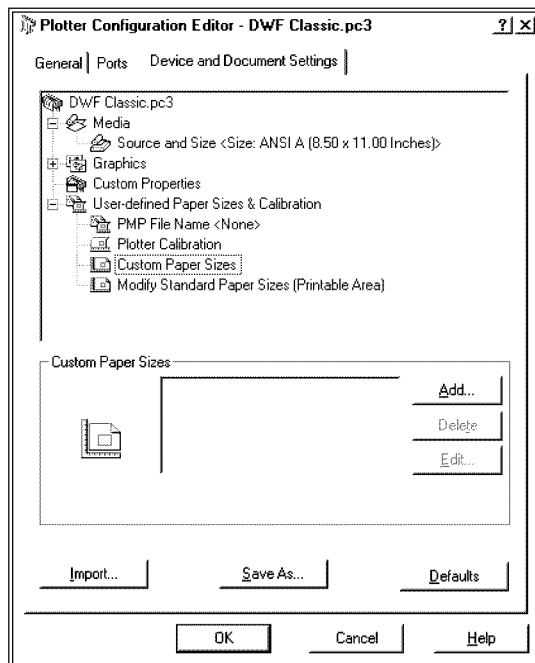 Plotter Configuration Editor - DWF Classic.pc3
General
Ports
Device and Document Settings
DWF Classic.pc3
Media
Source and Size <Size: ANSI A (8.50 x 11.00 Inches)>
Graphics
Custom Properties
User-defined Paper Sizes & Calibration
PMP File Name <None>
Plotter Calibration
Custom Paper Sizes
Modify Standard Paper Sizes (Printable Area)
Custom Paper Sizes
Add...
Delete
Edit...
Import...
Save As...
Defaults
OK
Cancel
Help